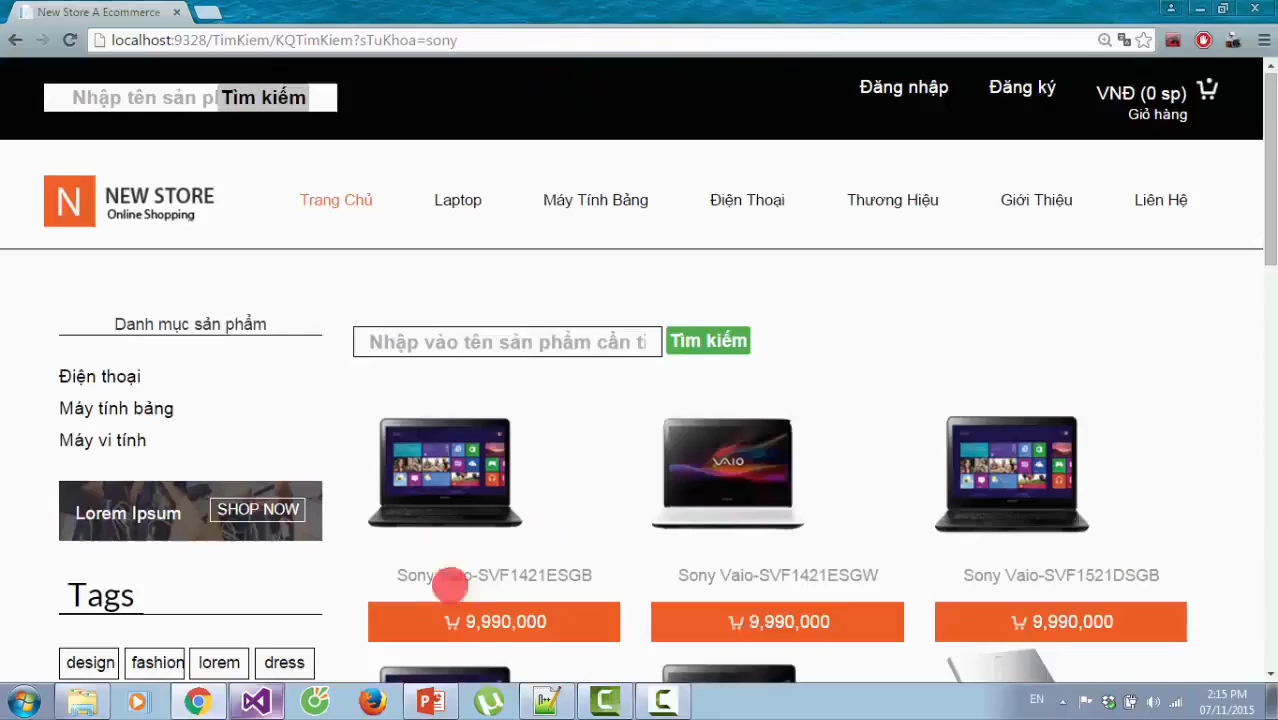 New Store A Ecommerce
localhost:9328/TimKiem/KQTimKiem?sTuKhoa=sony
Nhập tên sản pl Tìm kiếm
Đăng nhập
Đăng ký
VNĐ (0 sp)
Giỏ hàng
N NEW STORE
Online Shopping
Trang Chủ
Laptop
Máy Tính Bảng
Điện Thoại
Thương Hiệu
Giới Thiệu
Liên Hệ
Danh mục sản phẩm
Điện thoại
Máy tính bảng
Máy vi tính
Lorem Ipsum SHOP NOW
Tags
design fashion lorem dress
Nhập vào tên sản phẩm cần ti Tìm kiếm
VAIO
Sony Vaio-SVF1421ESGB
Sony Vaio-SVF1421ESGW
Sony Vaio-SVF1521DSGB
9,990,000
9,990,000
9,990,000
EN
2:15 PM
07/11/2015